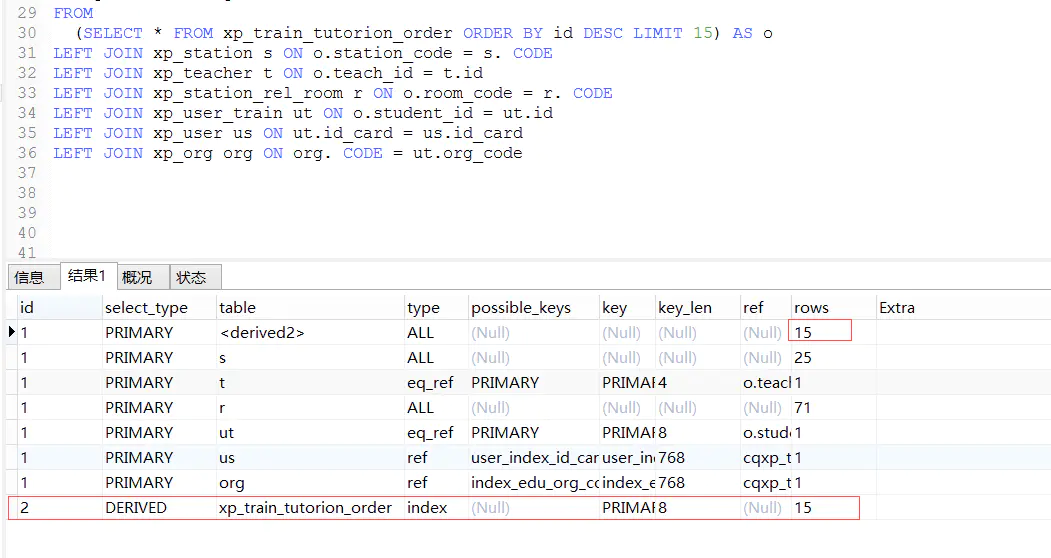 29 FROM
30 (SELECT * FROM xp_train_tutorion_order ORDER BY id DESC LIMIT 15) AS o
31 LEFT JOIN xp_station s ON o.station_code = s. CODE
32 LEFT JOIN xp_teacher t ON o.teach_id = t.id
33 LEFT JOIN xp_station_rel_room r ON o.room_code = r. CODE
34 LEFT JOIN xp_user_train ut ON o.student_id = ut.id
35 LEFT JOIN xp_user us ON ut.id_card = us.id_card
36 LEFT JOIN xp_org org ON org. CODE = ut.org_code
37
38
39
40
41
信息 结果1 概况 状态
id select_type table type possible_keys key key_len ref rows Extra
1 PRIMARY <derived2> ALL (Null) (Null) (Null) (Null) 15
1 PRIMARY s ALL (Null) (Null) (Null) (Null) 25
1 PRIMARY t eq_ref PRIMARY PRIMAF 4 o.teacl 1
1 PRIMARY r ALL (Null) (Null) (Null) (Null) 71
1 PRIMARY ut eq_ref PRIMARY PRIMAF 8 o.stud 1
1 PRIMARY us ref user_index_id_car user_in 768 cqxp_t 1
1 PRIMARY org ref index_edu_org_co index_e 768 cqxp_t 1
2 DERIVED xp_train_tutorion_order index (Null) PRIMAF 8 (Null) 15